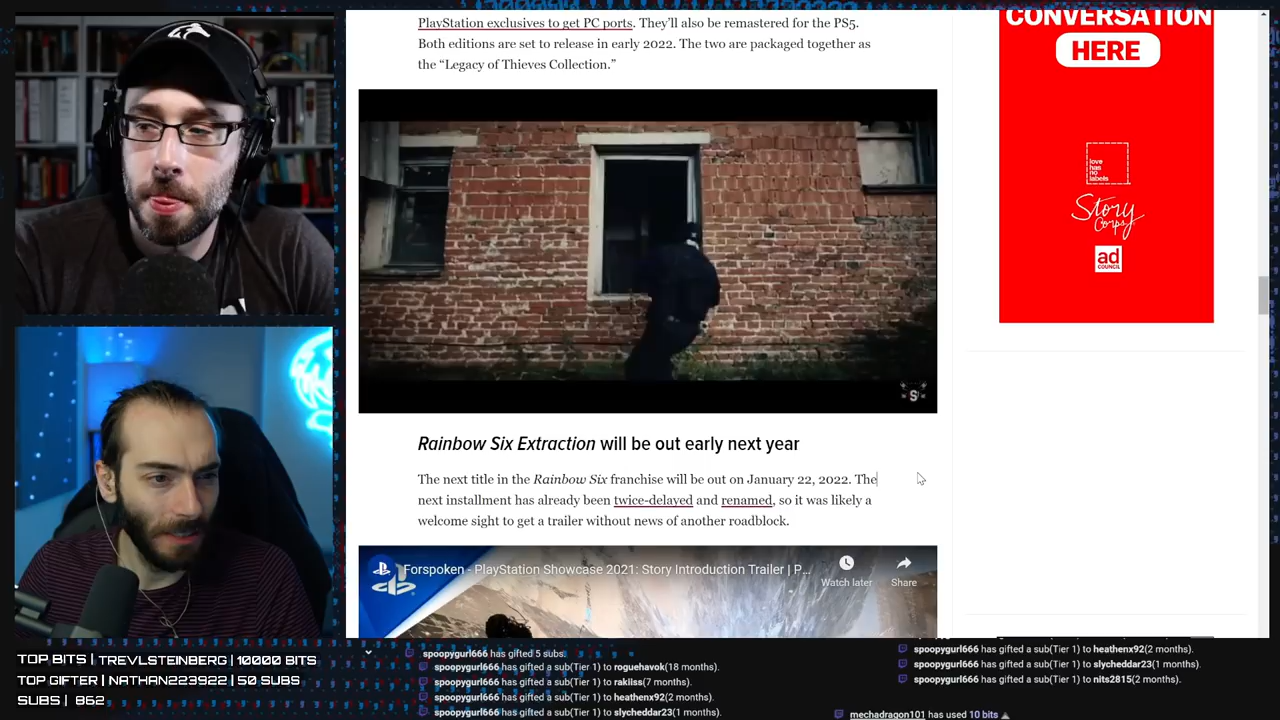 PlayStation exclusives to get PC ports. They'll also be remastered for the PS5.
Both editions are set to release in early 2022. The two are packaged together as
the “Legacy of Thieves Collection.”
S
Rainbow Six Extraction will be out early next year
The next title in the Rainbow Six franchise will be out on January 22, 2022. The
next installment has already been twice-delayed and renamed, so it was likely a
welcome sight to get a trailer without news of another roadblock.
Forspoken - PlayStation Showcase 2021: Story Introduction Trailer | P...
Watch later
Share
CONVERSATION
HERE
love
has
no
labels
Story
Corps
ad
COUNCIL
TOP BITS | TREVLSTEINBERG | 10000 BITS
TOP GIFTER | NATHAN223922 | 50 SUBS
SUBS | 862
spoopygurl666 has gifted 5 subs.
spoopygurl666 has gifted a sub(Tier 1) to roguehavok(18 months).
spoopygurl666 has gifted a sub(Tier 1) to rakiiss(7 months).
spoopygurl666 has gifted a sub(Tier 1) to heathenx92(2 months).
spoopygurl666 has gifted a sub(Tier 1) to slycheddar23(1 months).
spoopygurl666 has gifted a sub(Tier 1) to heathenx92(2 months).
spoopygurl666 has gifted a sub(Tier 1) to slycheddar23(1 months).
spoopygurl666 has gifted a sub(Tier 1) to nits2815(2 months).
mechadragon101 has used 10 bits